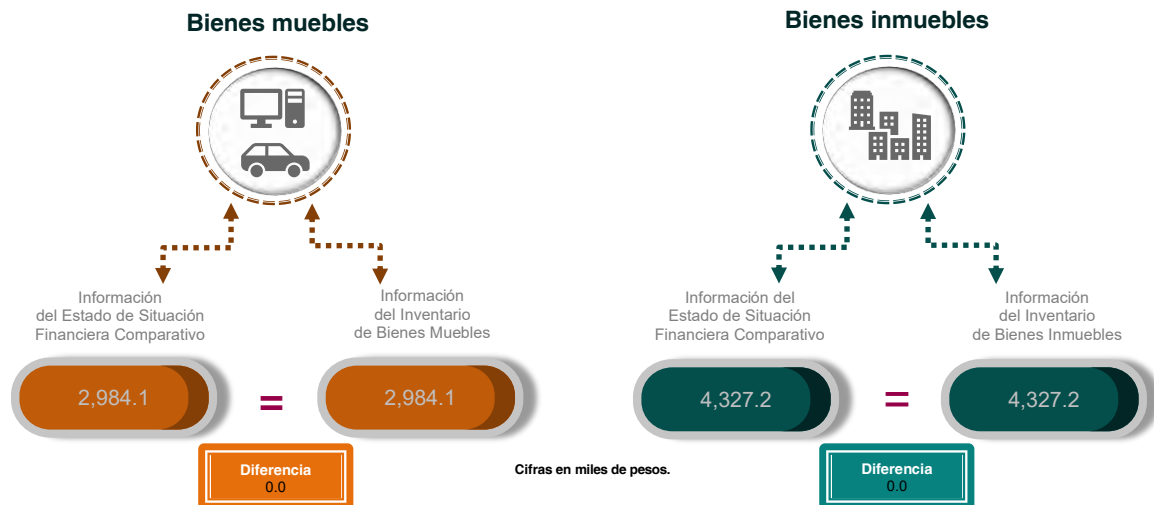 Bienes muebles
Información
del Estado de Situación
Financiera Comparativo
Información
del Inventario
de Bienes Muebles
2,984.1
=
2,984.1
Diferencia
0.0
Cifras en miles de pesos.
Bienes inmuebles
Información del
Estado de Situación
Financiera Comparativo
Información
del Inventario
de Bienes Inmuebles
4,327.2
=
4,327.2
Diferencia
0.0